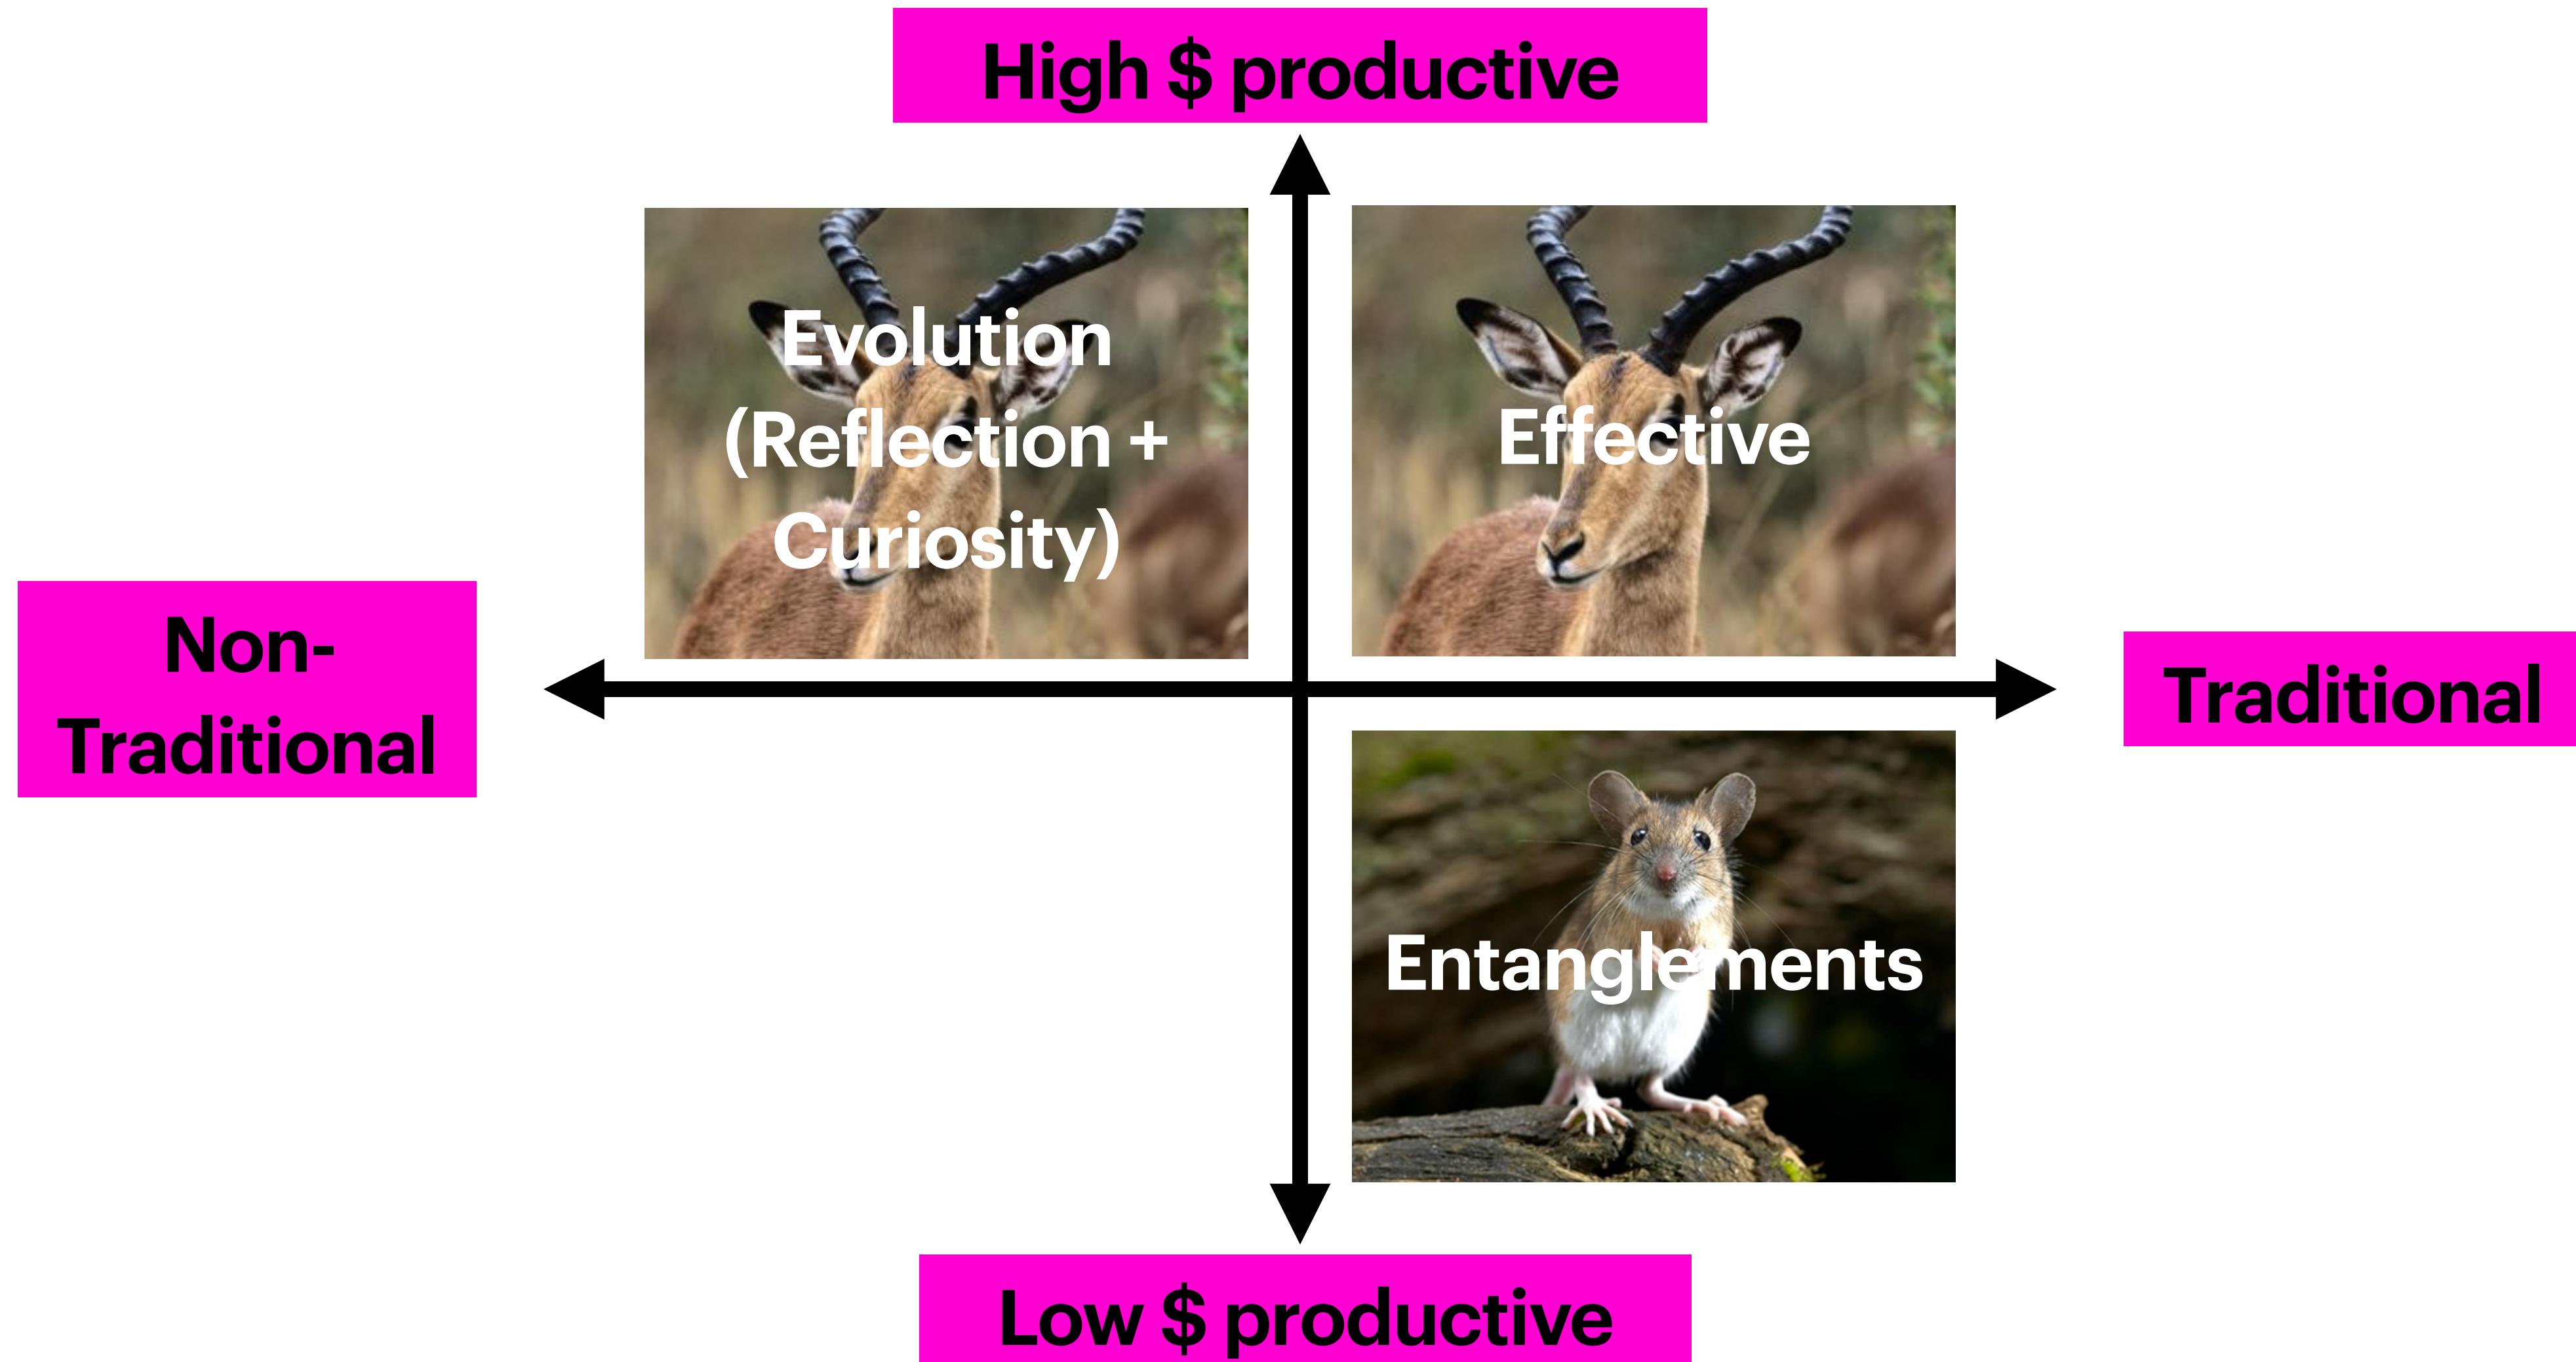 High $ productive
Evolution
(Reflection +
Curiosity)
Effective
Non-
Traditional
Traditional
Entanglements
Low $ productive